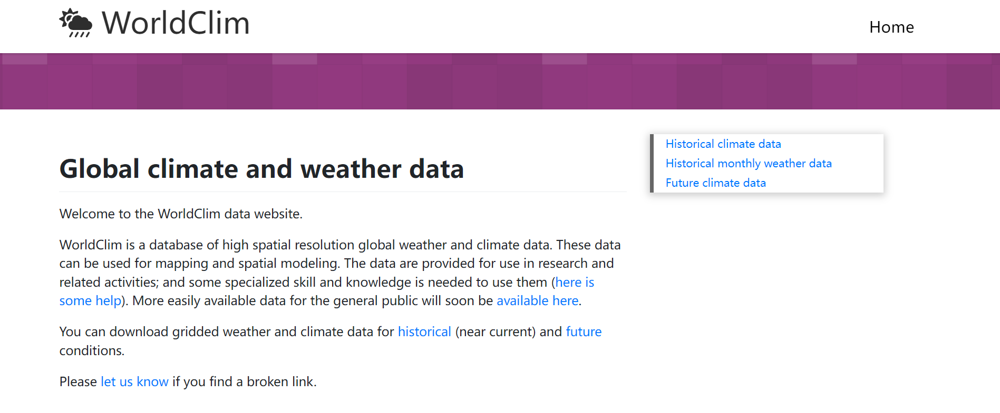 WorldClim
Home
Historical climate data
Historical monthly weather data
Future climate data
Global climate and weather data
Welcome to the WorldClim data website.
WorldClim is a database of high spatial resolution global weather and climate data. These data
can be used for mapping and spatial modeling. The data are provided for use in research and
related activities; and some specialized skill and knowledge is needed to use them (here is
some help). More easily available data for the general public will soon be available here.
You can download gridded weather and climate data for historical (near current) and future
conditions.
Please let us know if you find a broken link.